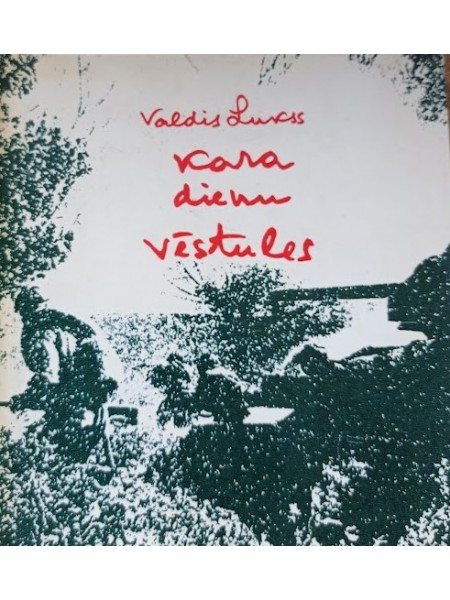 Valdis Lukss
kara
dienu
vēstules